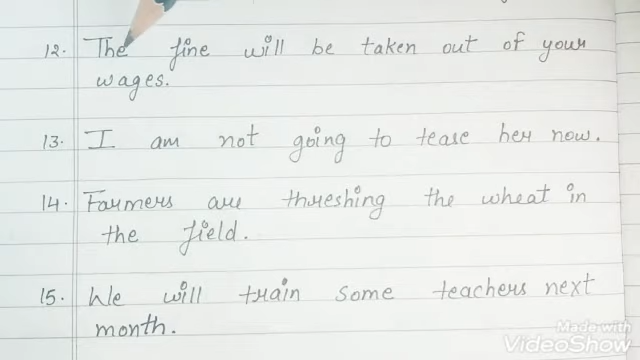 12. The fine will be taken out of your
wages.
13. I am not going to tease her now.
14. Farmers are threshing the wheat in
the field.
15. We will train some teachers next
month.
Made with
VideoShow